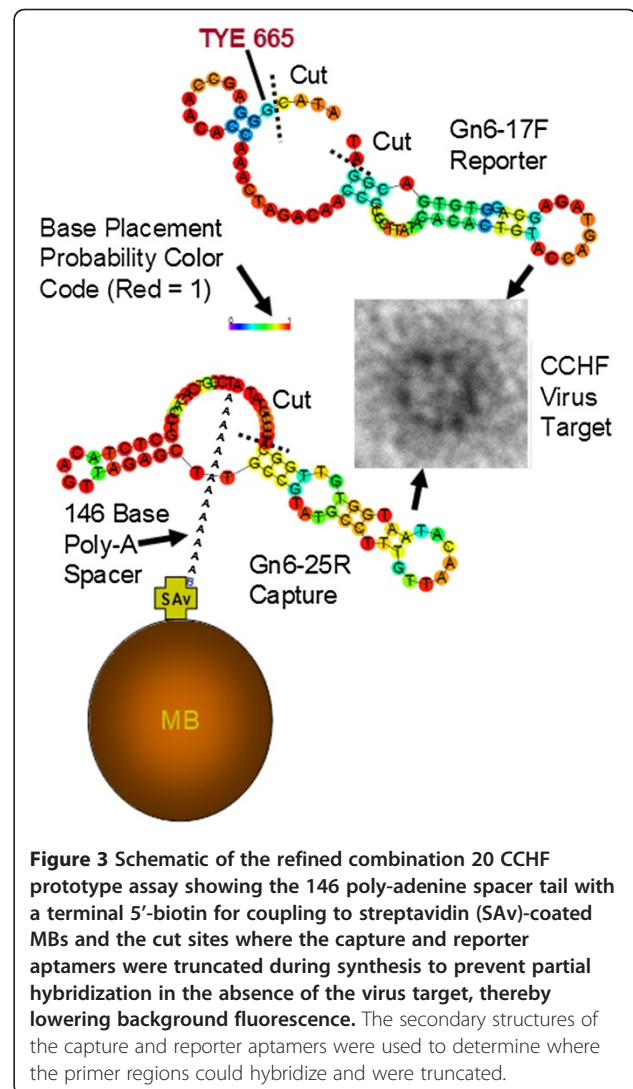 TYE 665
Cut
Cut
Gn6-17F
Reporter
Base Placement
Probability Color
Code (Red = 1)
CCHF
Virus
Target
Cut
146 Base
Poly-A
Spacer
Gn6-25R
Capture
SAv
MB
Figure 3 Schematic of the refined combination 20 CCHF
prototype assay showing the 146 poly-adenine spacer tail with
a terminal 5′-biotin for coupling to streptavidin (SAv)-coated
MBs and the cut sites where the capture and reporter
aptamers were truncated during synthesis to prevent partial
hybridization in the absence of the virus target, thereby
lowering background fluorescence. The secondary structures of
the capture and reporter aptamers were used to determine where
the primer regions could hybridize and were truncated.